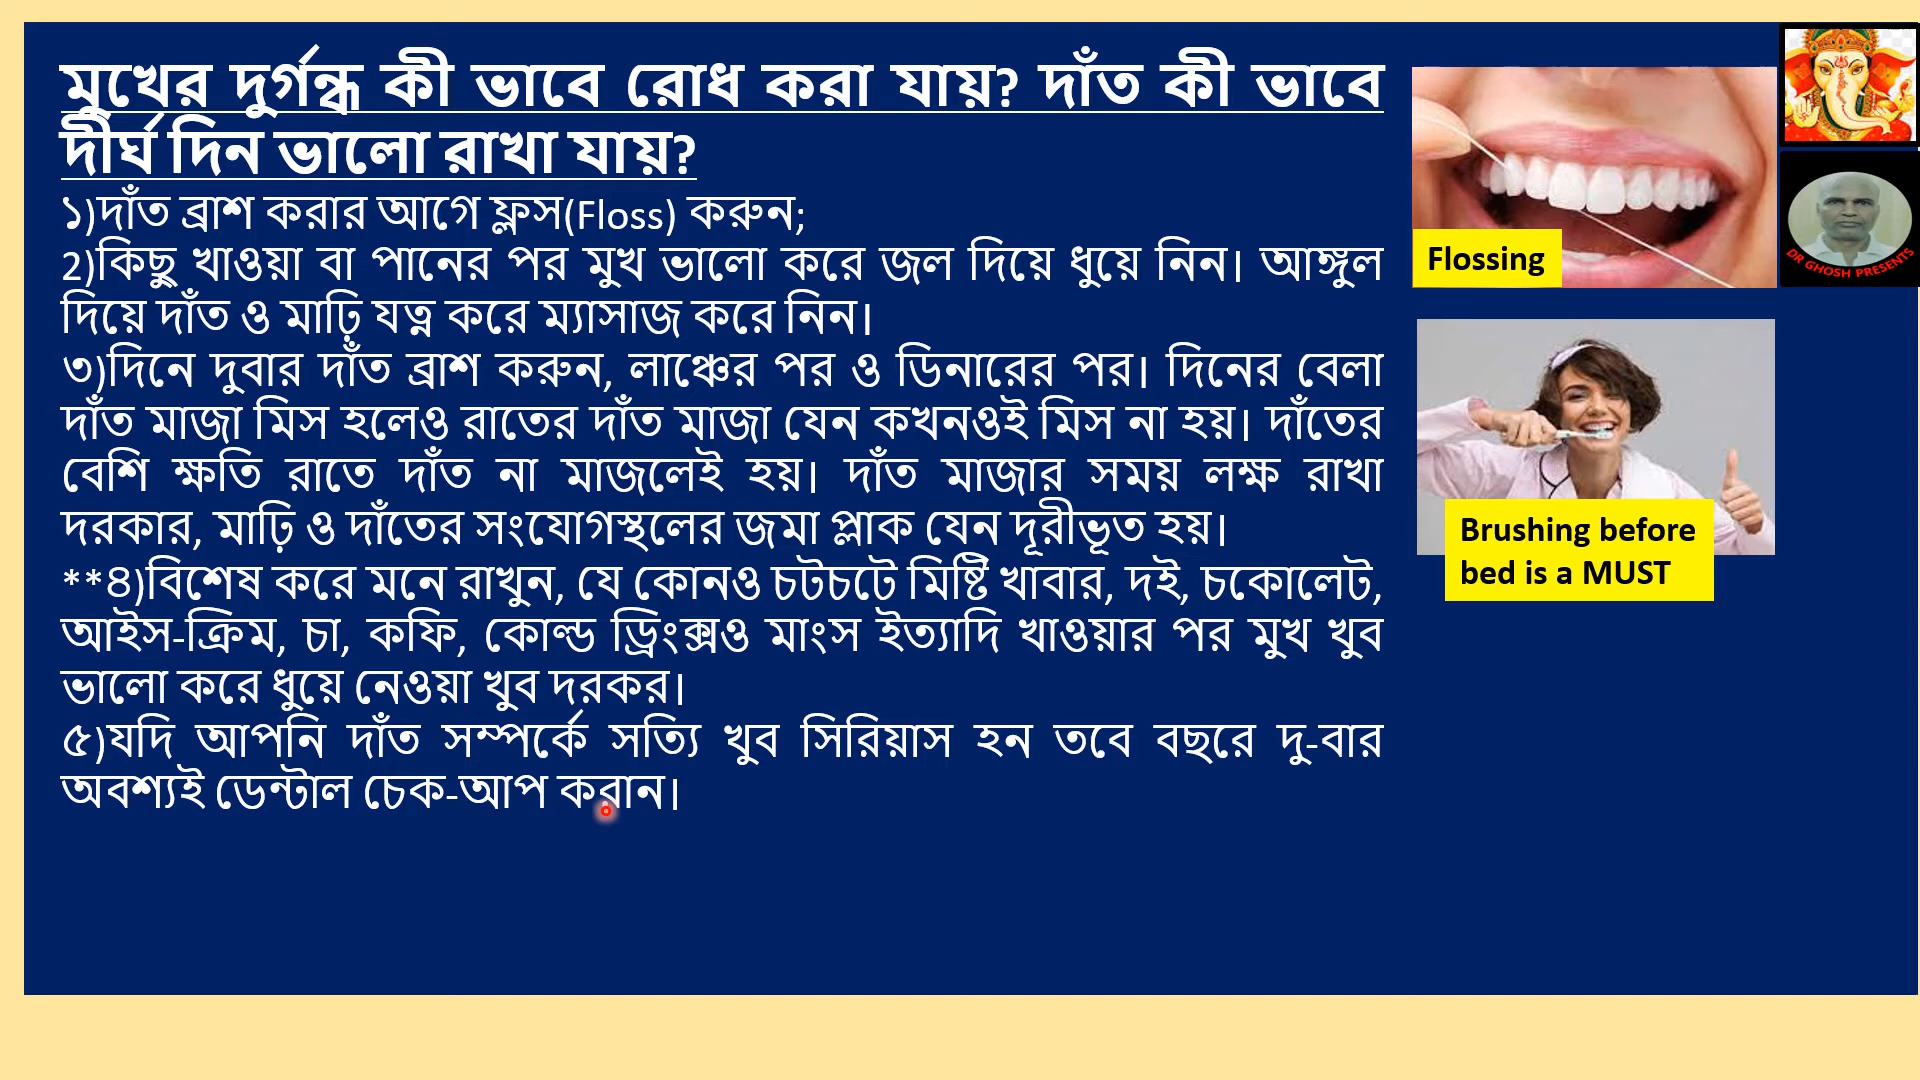 মুখের দুর্গন্ধ কী ভাবে রোধ করা যায়? দাঁত কী ভাবে
দীর্ঘ দিন ভালো রাখা যায়?
১)দাঁত ব্রাশ করার আগে ফ্লস(Floss) করুন;
2)কিছু খাওয়া বা পানের পর মুখ ভালো করে জল দিয়ে ধুয়ে নিন। আঙ্গুল
দিয়ে দাঁত ও মাঢ়ি যত্ন করে ম্যাসাজ করে নিন।
৩)দিনে দুবার দাঁত ব্রাশ করুন, লাঞ্চের পর ও ডিনারের পর। দিনের বেলা
দাঁত মাজা মিস হলেও রাতের দাঁত মাজা যেন কখনওই মিস না হয়। দাঁতের
বেশি ক্ষতি রাতে দাঁত না মাজলেই হয়। দাঁত মাজার সময় লক্ষ রাখা
দরকার, মাঢ়ি ও দাঁতের সংযোগস্থলের জমা প্লাক যেন দূরীভূত হয়।
**৪)বিশেষ করে মনে রাখুন, যে কোনও চটচটে মিষ্টি খাবার, দই, চকোলেট,
আইস-ক্রিম, চা, কফি, কোল্ড ড্রিংক্সও মাংস ইত্যাদি খাওয়ার পর মুখ খুব
ভালো করে ধুয়ে নেওয়া খুব দরকর।
৫)যদি আপনি দাঁত সম্পর্কে সত্যি খুব সিরিয়াস হন তবে বছরে দু-বার
অবশ্যই ডেন্টাল চেক-আপ করান।
Flossing
DR GHOSH PRESENTS
Brushing before
bed is a MUST